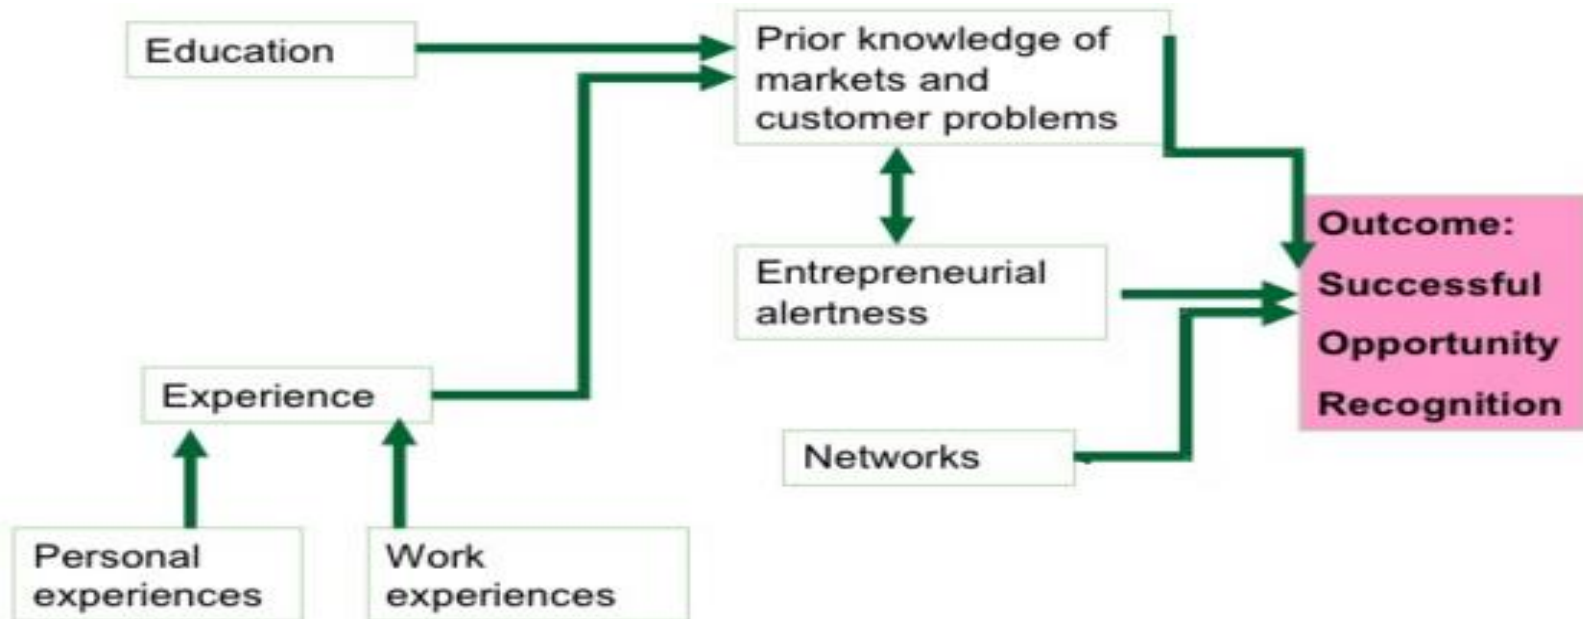 Education
Prior knowledge of
markets and
customer problems
Entrepreneurial
alertness
Outcome:
Successful
Opportunity
Recognition
Experience
Networks
Personal
experiences
Work
experiences